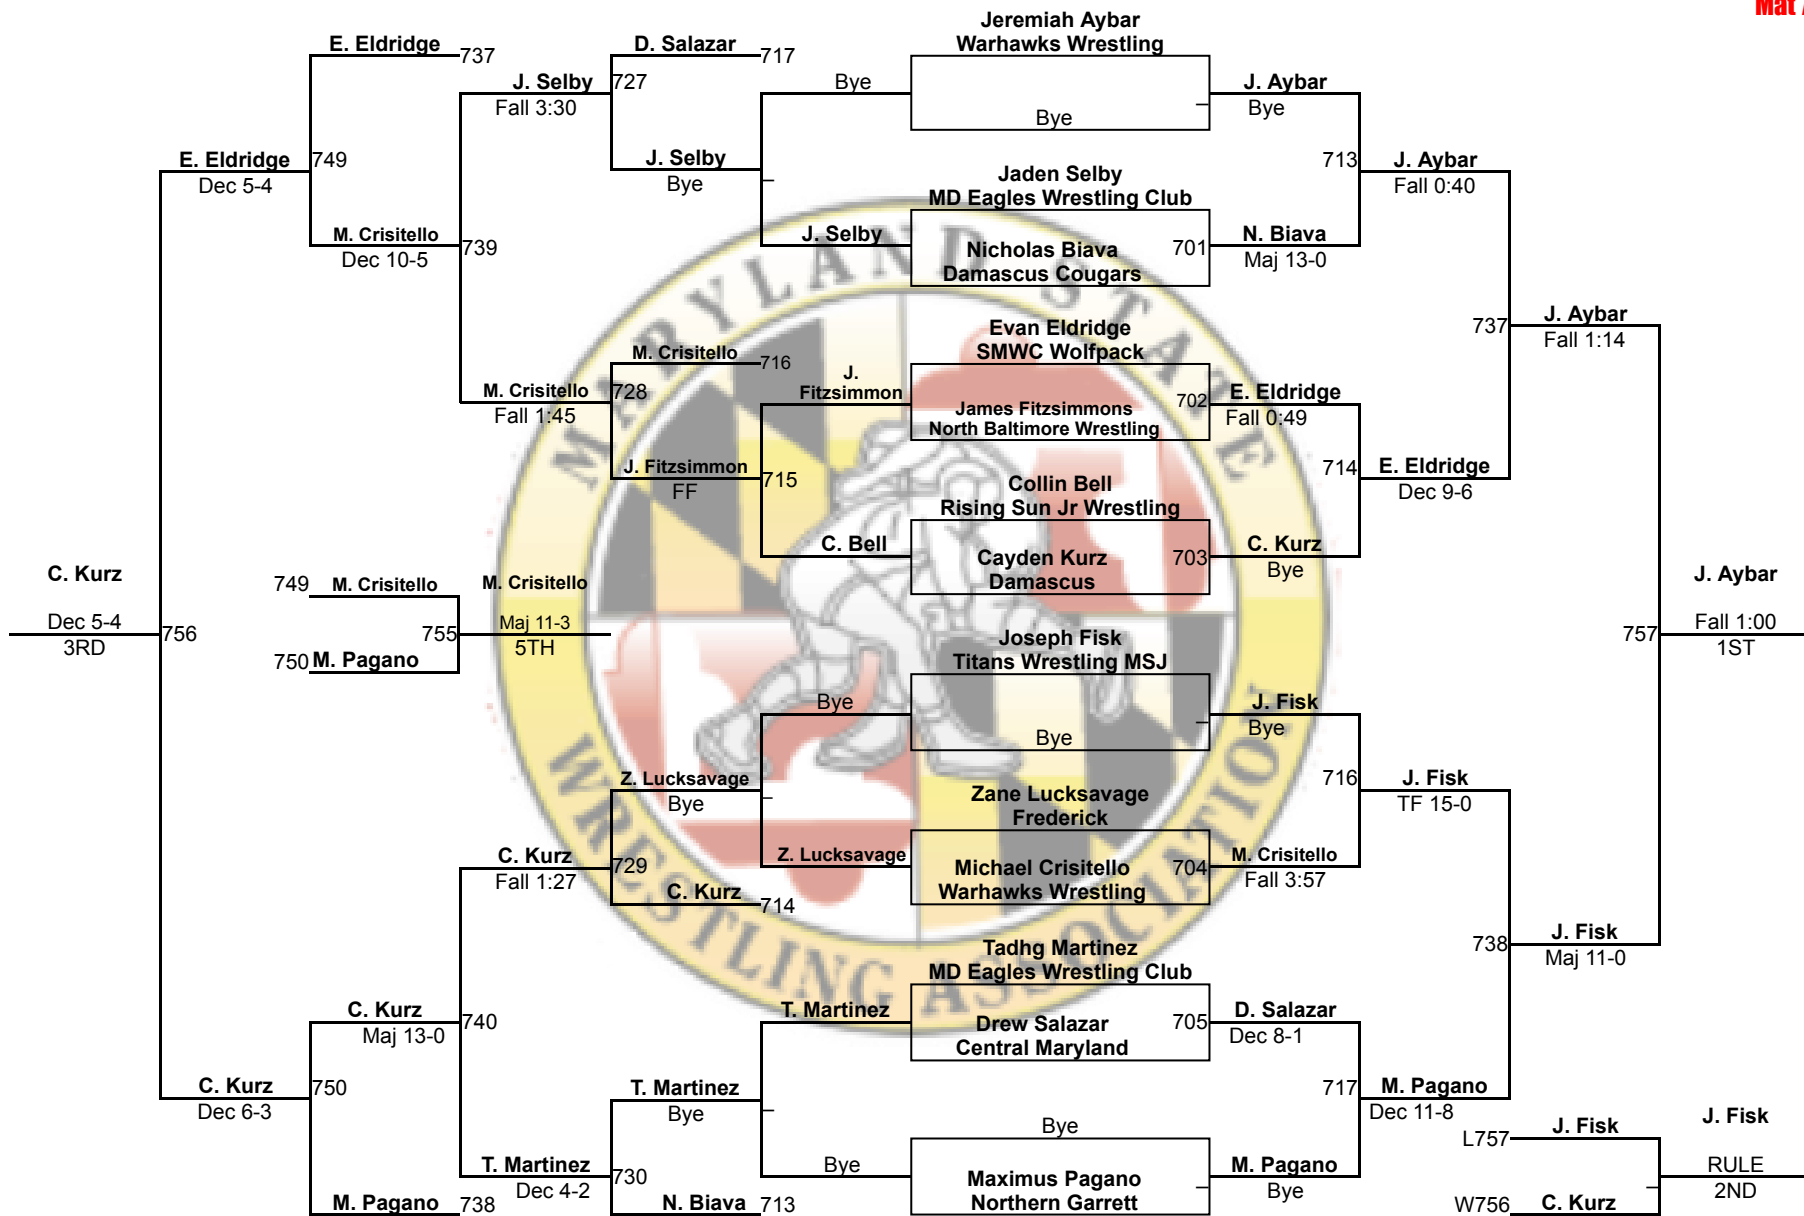 Mat
Jeremiah Aybar
Warhawks Wrestling
E. Eldridge
737
D. Salazar
717
J. Selby
727
Fall 3:30
Bye
Bye
J. Aybar
Bye
E. Eldridge
749
Dec 5-4
J. Selby
Bye
Jaden Selby
MD Eagles Wrestling Club
713
J. Aybar
Fall 0:40
M. Crisitello
739
Dec 10-5
J. Selby
Nicholas Biava
701
Damascus Cougars
N. Biava
Maj 13-0
Evan Eldridge
SMWC Wolfpack
737
J. Aybar
Fall 1:14
M. Crisitello
716
M. Crisitello
728
Fall 1:45
J.
Fitzsimmon
James Fitzsimmons
702
North Baltimore Wrestling
E. Eldridge
Fall 0:49
J. Fitzsimmon
715
FF
Collin Bell
Rising Sun Jr Wrestling
714
E. Eldridge
Dec 9-6
C. Bell
Cayden Kurz
703
Damascus
C. Kurz
Bye
C. Kurz
Dec 5-4
756
3RD
749
M. Crisitello
M. Crisitello
755
Maj 11-3
5TH
750
M. Pagano
Joseph Fisk
Titans Wrestling MSJ
J. Aybar
757
Fall 1:00
1ST
Bye
Bye
J. Fisk
Bye
Z. Lucksavage
Bye
Zane Lucksavage
Frederick
716
J. Fisk
TF 15-0
C. Kurz
729
Fall 1:27
Z. Lucksavage
Michael Crisitello
704
Warhawks Wrestling
M. Crisitello
Fall 3:57
C. Kurz
714
Tadhg Martinez
MD Eagles Wrestling Club
738
J. Fisk
Maj 11-0
C. Kurz
740
Maj 13-0
T. Martinez
Drew Salazar
705
Central Maryland
D. Salazar
Dec 8-1
C. Kurz
750
Dec 6-3
T. Martinez
Bye
717
M. Pagano
Dec 11-8
T. Martinez
730
Dec 4-2
Bye
Bye
Maximus Pagano
Northern Garrett
M. Pagano
Bye
M. Pagano
738
N. Biava
713
L757
J. Fisk
J. Fisk
RULE
2ND
W756
C. Kurz
MARYLAND STATE
WRESTLING ASSOCIATION